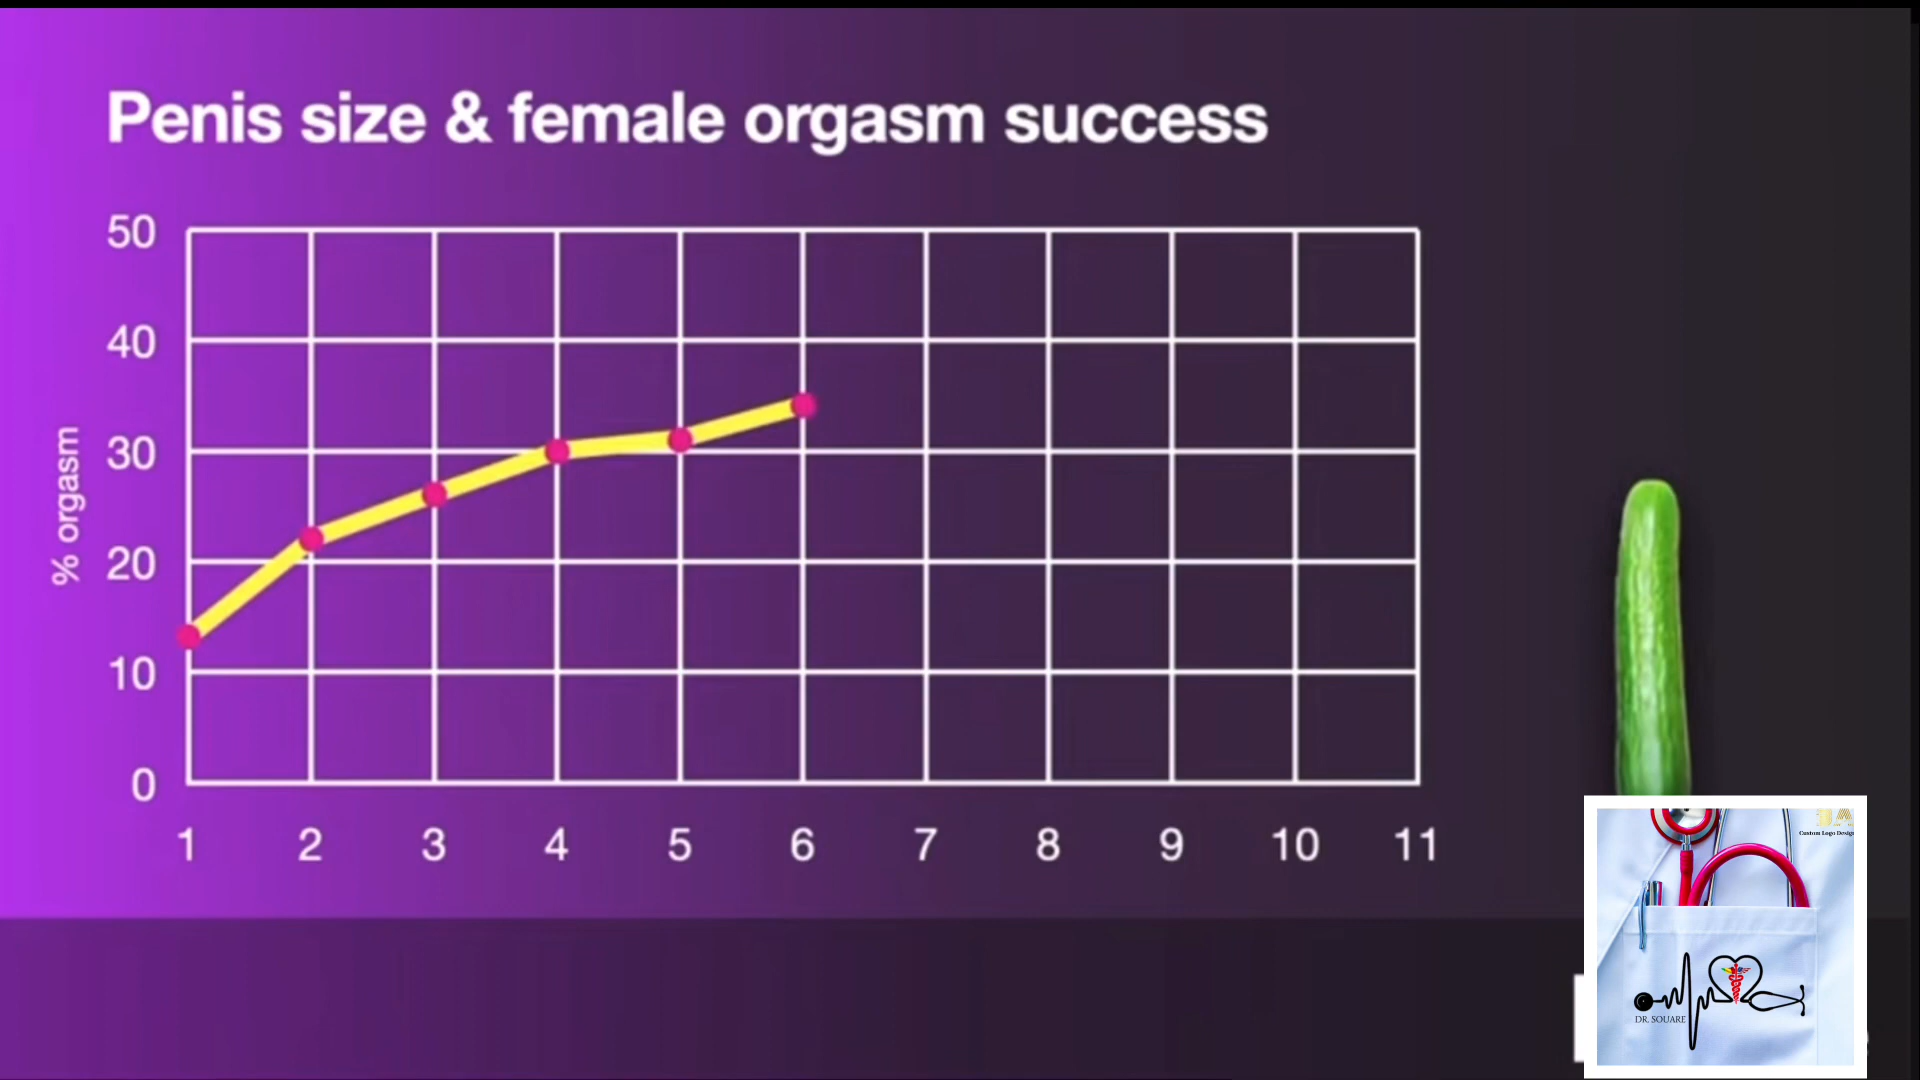 Penis size & female orgasm success
50
40
30
20
10
0
% orgasm
1 2 3 4 5 6 7 8 9 10 11
Custom Logo Design
DR. SOUARE